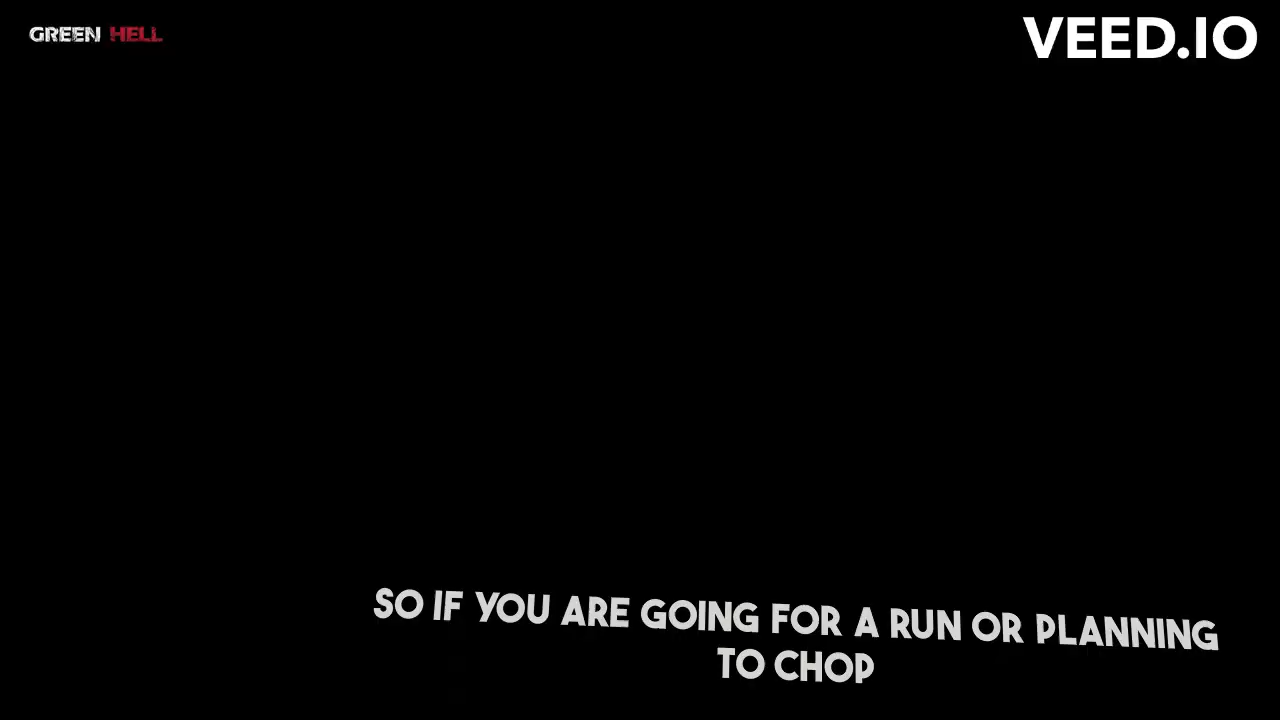 GREEN HELL
VEED.IO
SO IF YOU ARE GOING FOR A RUN OR PLANNING
TO CHOP